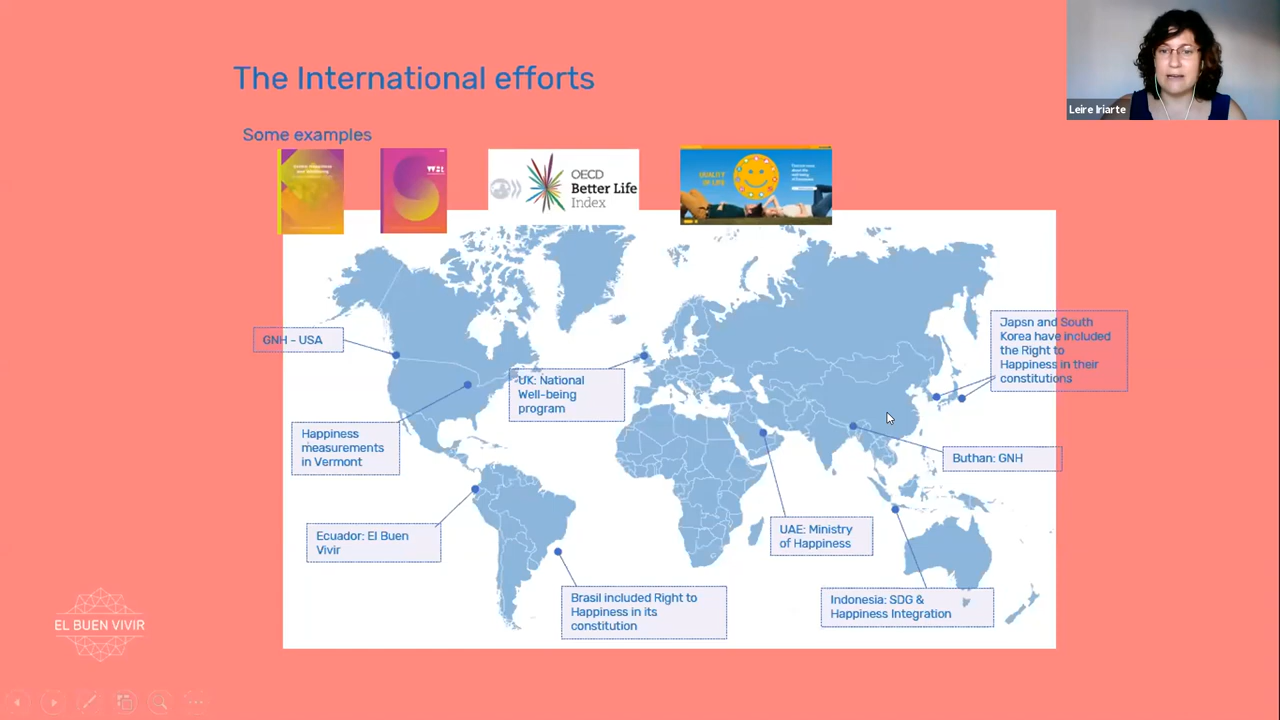 The International efforts
Leire Iriarte
Some examples
OECD
Better Life
Index
QUALITY
OF LIFE
GNH - USA
Japsn and South
Korea have included
the Right to
Happiness in their
constitutions
UK: National
Well-being
program
Happiness
measurements
in Vermont
Buthan: GNH
Ecuador: El Buen
Vivir
UAE: Ministry
of Happiness
Brasil included Right to
Happiness in its
constitution
Indonesia: SDG &
Happiness Integration
EL BUEN VIVIR